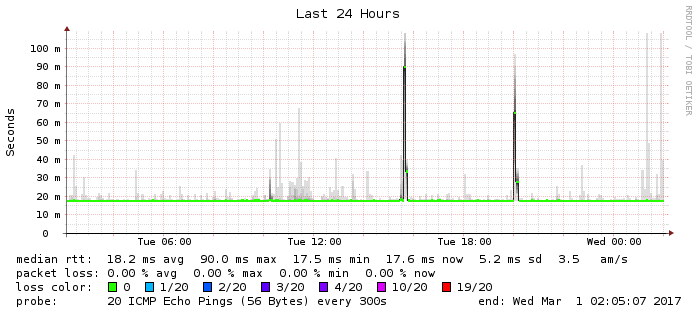 Last 24 Hours
RRDTOOL / TOBI OETIKER
Seconds
100 m
90 m
80 m
70 m
60 m
50 m
40 m
30 m
20 m
10 m
0
Tue 06:00 Tue 12:00 Tue 18:00 Wed 00:00
median rtt: 18.2 ms avg 90.0 ms max 17.5 ms min 17.6 ms now 5.2 ms sd 3.5 am/s
packet loss: 0.00 % avg 0.00 % max 0.00 % min 0.00 % now
loss color: 0 1/20 2/20 3/20 4/20 10/20 19/20
probe: 20 ICMP Echo Pings (56 Bytes) every 300s end: Wed Mar 1 02:05:07 2017